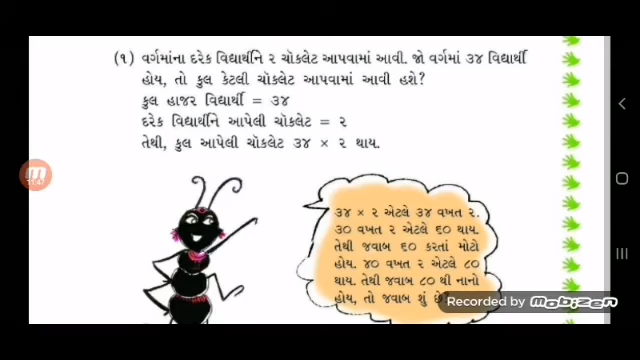 (૧) વર્ગમાંના દરેક વિદ્યાર્થીને ૨ ચૉકલેટ આપવામાં આવી. જો વર્ગમાં ૩૪ વિદ્યાર્થી
હોય, તો કુલ કેટલી ચૉકલેટ આપવામાં આવી હશે?
કુલ હાજર વિદ્યાર્થી = ૩૪
દરેક વિદ્યાર્થીને આપેલી ચૉકલેટ = ૨
તેથી, કુલ આપેલી ચૉકલેટ ૩૪ × ૨ થાય.
૩૪ × ૨ એટલે ૩૪ વખત ૨.
૩૦ વખત ૨ એટલે ૬૦ થાય.
તેથી જવાબ ૬૦ કરતાં મોટો
હોય. ૪૦ વખત ૨ એટલે ૮૦
થાય. તેથી જવાબ ૮૦ થી નાનો
હોય, તો જવાબ શું
11:47
Recorded by Mobizen